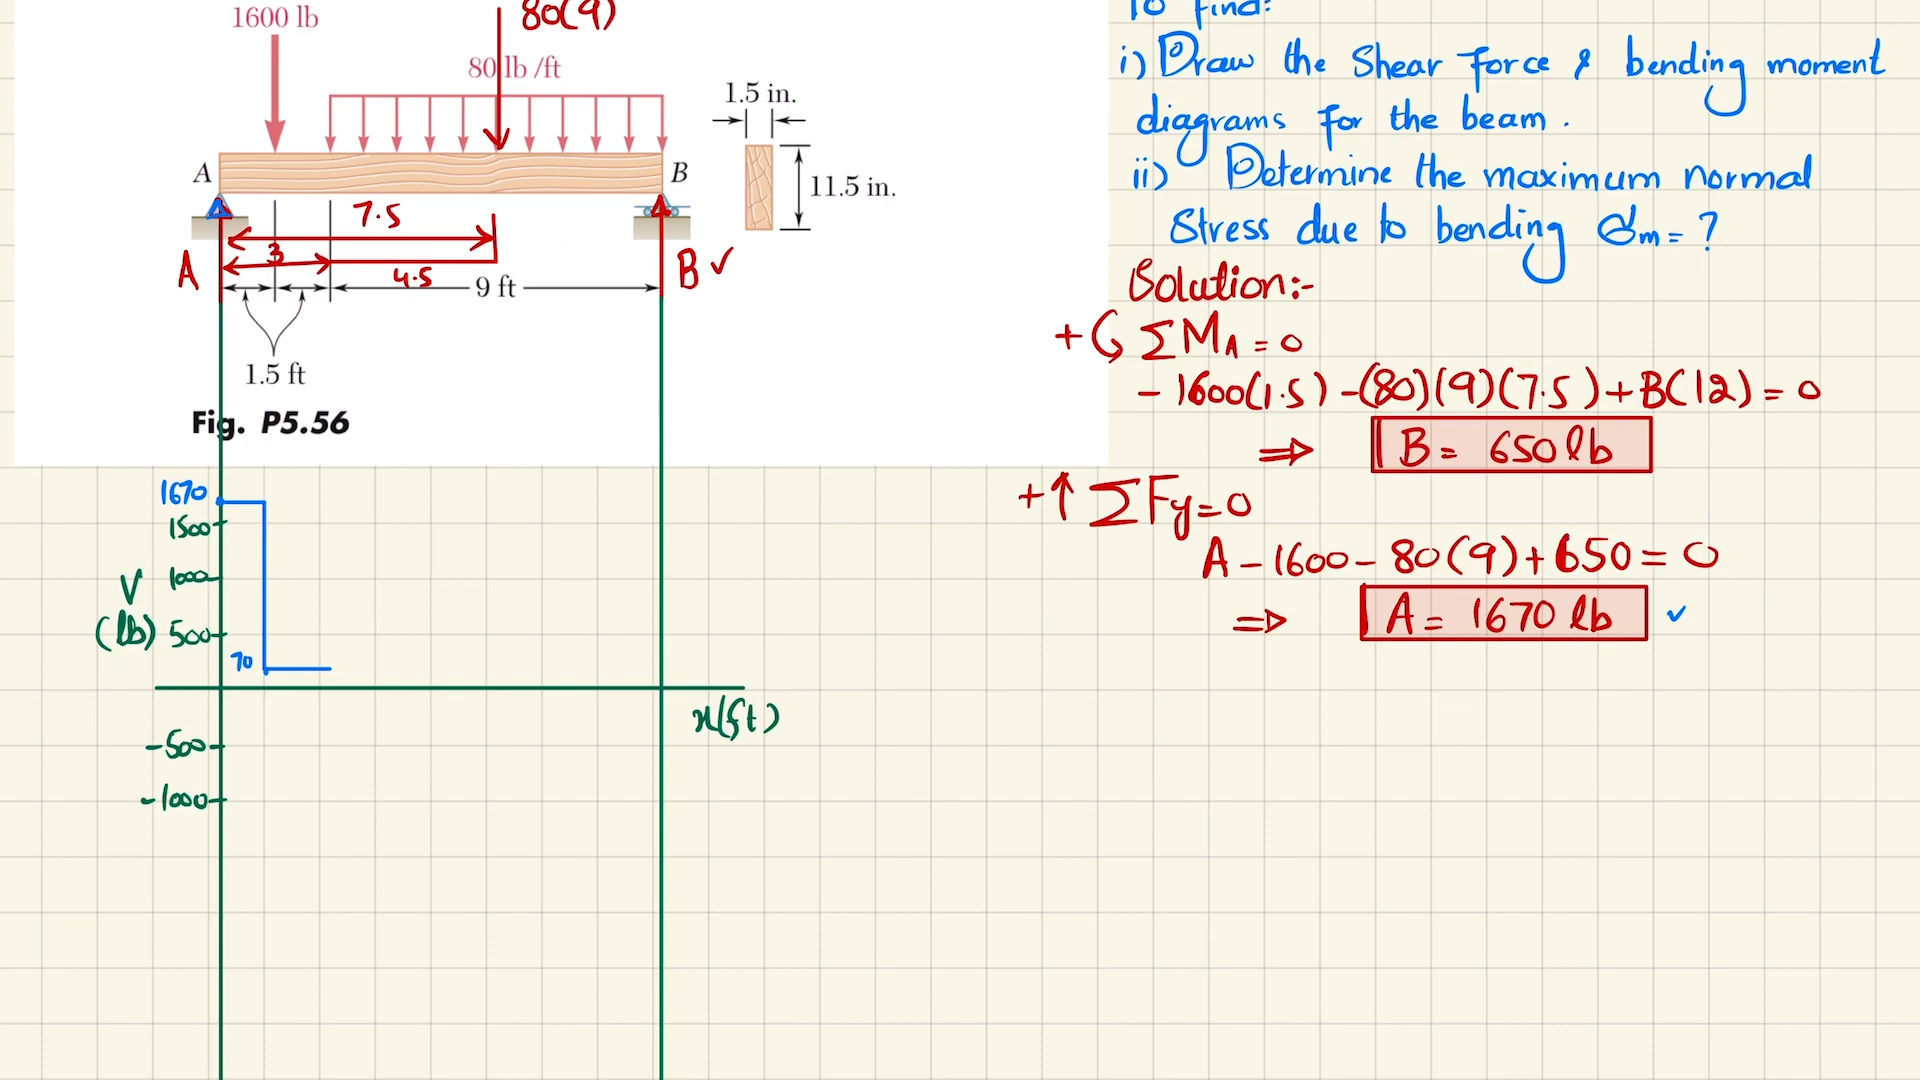 1600 lb
80(9)
80 lb /ft
A
B
1.5 in.
11.5 in.
7.5
3
4.5
A
B ✓
9 ft
1.5 ft
Fig. P5.56
To find:
i) Draw the Shear Force & bending moment
diagrams for the beam.
ii) Determine the maximum normal
Stress due to bending σm = ?
Solution:-
+ ↺ ΣMA = 0
- 1600(1.5) - (80)(9)(7.5) + B(12) = 0
⇒ B = 650 lb
+↑ ΣFy = 0
A - 1600 - 80(9) + 650 = 0
⇒ A = 1670 lb ✓
1670
1500
V
1000
(lb)
500
70
x(ft)
-500
-1000